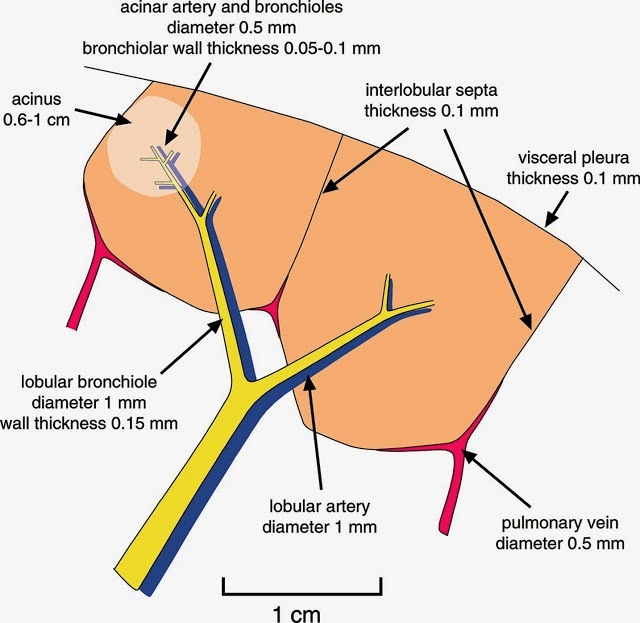 acinar artery and bronchioles
diameter 0.5 mm
bronchiolar wall thickness 0.05-0.1 mm
acinus
0.6-1 cm
interlobular septa
thickness 0.1 mm
visceral pleura
thickness 0.1 mm
lobular bronchiole
diameter 1 mm
wall thickness 0.15 mm
lobular artery
diameter 1 mm
pulmonary vein
diameter 0.5 mm
1 cm